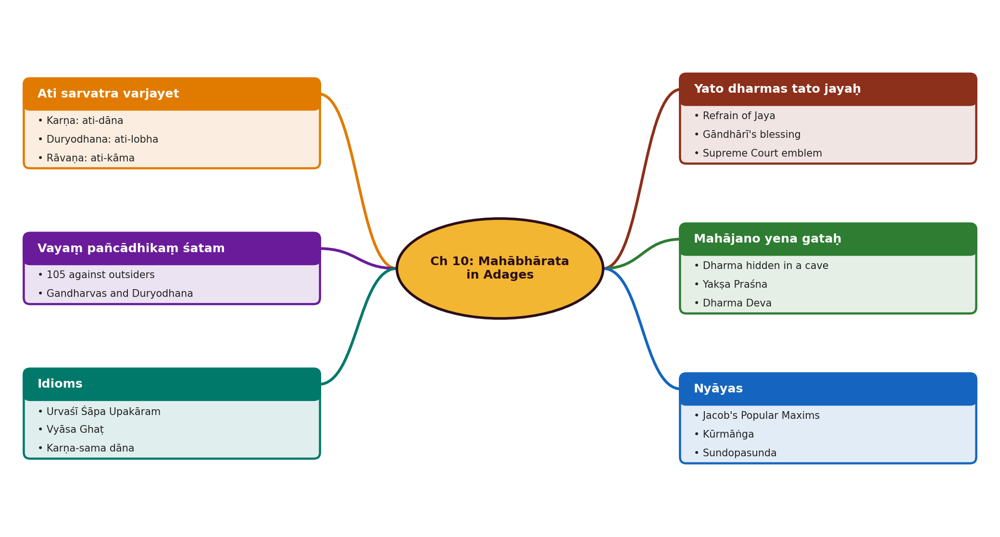 Ch 10: Mahābhārata
in Adages
Ati sarvatra varjayet
• Karṇa: ati-dāna
• Duryodhana: ati-lobha
• Rāvaṇa: ati-kāma
Vayaṃ pañcādhikaṃ śatam
• 105 against outsiders
• Gandharvas and Duryodhana
Idioms
• Urvaśī Śāpa Upakāram
• Vyāsa Ghaṭ
• Karṇa-sama dāna
Yato dharmas tato jayaḥ
• Refrain of Jaya
• Gāndhārī's blessing
• Supreme Court emblem
Mahājano yena gataḥ
• Dharma hidden in a cave
• Yakṣa Praśna
• Dharma Deva
Nyāyas
• Jacob's Popular Maxims
• Kūrmāṅga
• Sundopasunda